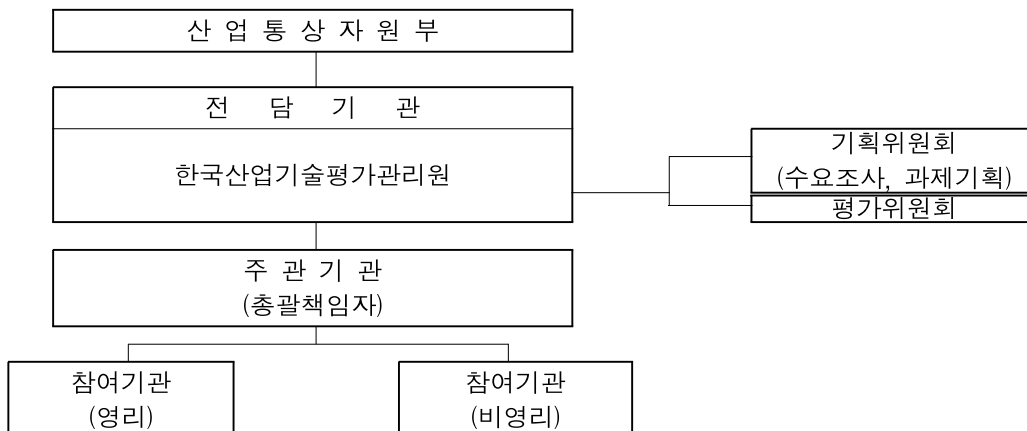 산 업 통 상 자 원 부
전 담 기 관
한국산업기술평가관리원
기획위원회
(수요조사, 과제기획)
평가위원회
주 관 기 관
(총괄책임자)
참여기관
(영리)
참여기관
(비영리)